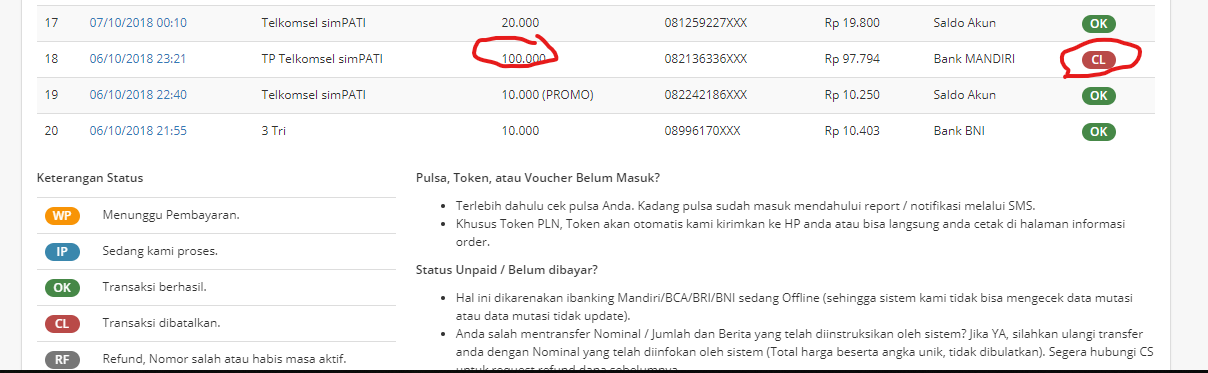 17 07/10/2018 00:10 Telkomsel simPATI 20.000 081259227XXX Rp 19.800 Saldo Akun OK
18 06/10/2018 23:21 TP Telkomsel simPATI 100.000 082136336XXX Rp 97.794 Bank MANDIRI CL
19 06/10/2018 22:40 Telkomsel simPATI 10.000 (PROMO) 082242186XXX Rp 10.250 Saldo Akun OK
20 06/10/2018 21:55 3 Tri 10.000 08996170XXX Rp 10.403 Bank BNI OK
Keterangan Status
WP Menunggu Pembayaran.
IP Sedang kami proses.
OK Transaksi berhasil.
CL Transaksi dibatalkan.
RF Refund, Nomor salah atau habis masa aktif.
Pulsa, Token, atau Voucher Belum Masuk?
• Terlebih dahulu cek pulsa Anda. Kadang pulsa sudah masuk mendahului report / notifikasi melalui SMS.
• Khusus Token PLN, Token akan otomatis kami kirimkan ke HP anda atau bisa langsung anda cetak di halaman informasi
order.
Status Unpaid / Belum dibayar?
• Hal ini dikarenakan ibanking Mandiri/BCA/BRI/BNI sedang Offline (sehingga sistem kami tidak bisa mengecek data mutasi
atau data mutasi tidak update).
• Anda salah mentransfer Nominal / Jumlah dan Berita yang telah diinstruksikan oleh sistem? Jika YA, silahkan ulangi transfer
anda dengan Nominal yang telah diinfokan oleh sistem (Total harga beserta angka unik, tidak dibulatkan). Segera hubungi CS
untuk request refund dana sebelumnya.